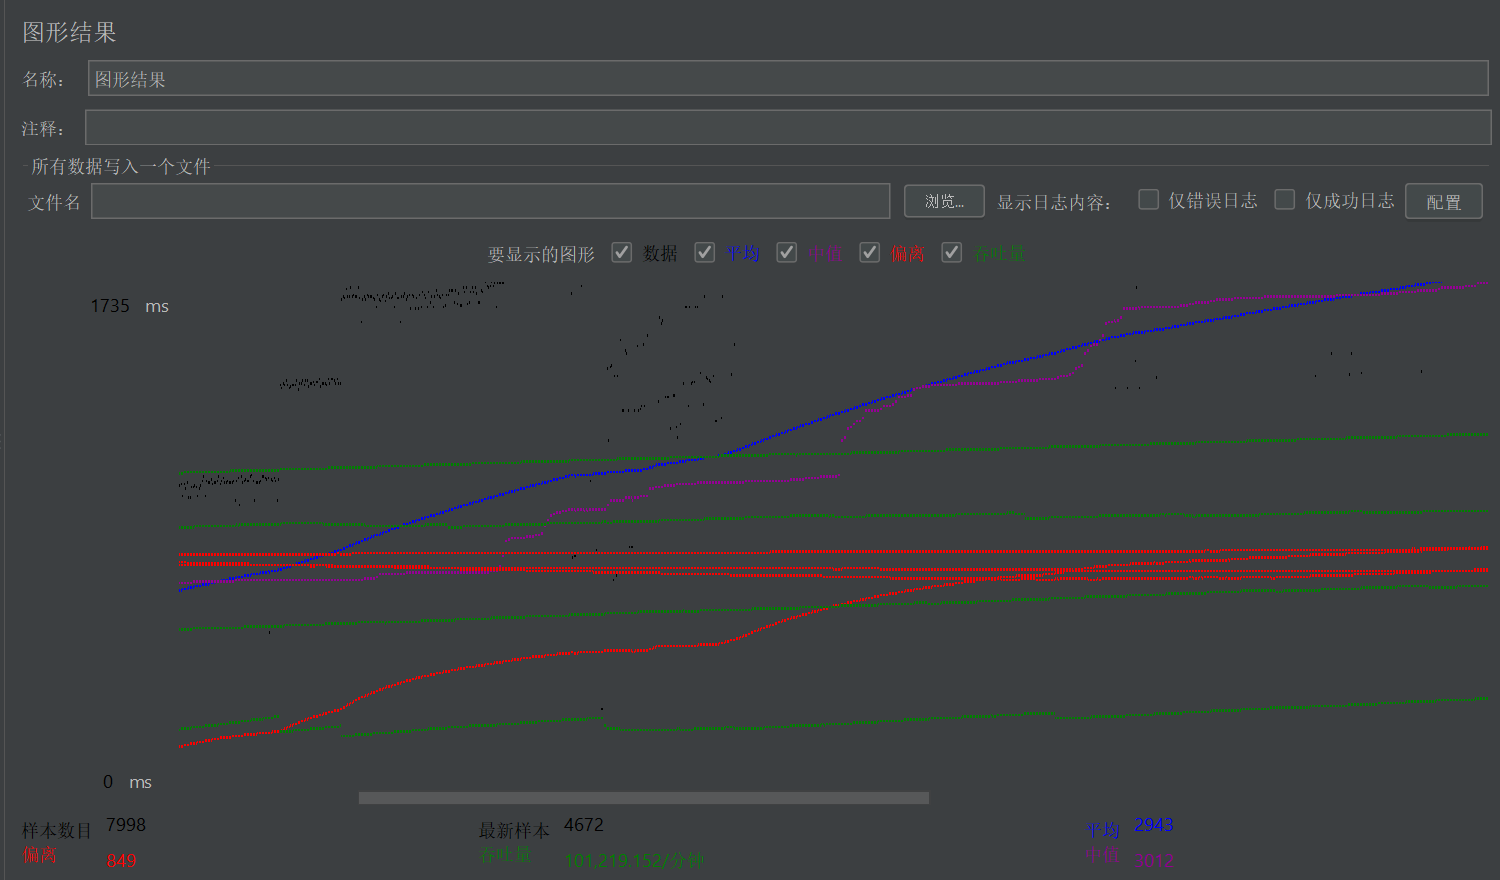 图形结果
名称： 图形结果
注释：
所有数据写入一个文件
文件名 浏览... 显示日志内容： 仅错误日志 仅成功日志 配置
要显示的图形 数据 平均 中值 偏离 吞吐量
1735 ms
0 ms
样本数目 7998 最新样本 4672 平均 2943
偏离 849 吞吐量 101,219.152/分钟 中值 3012